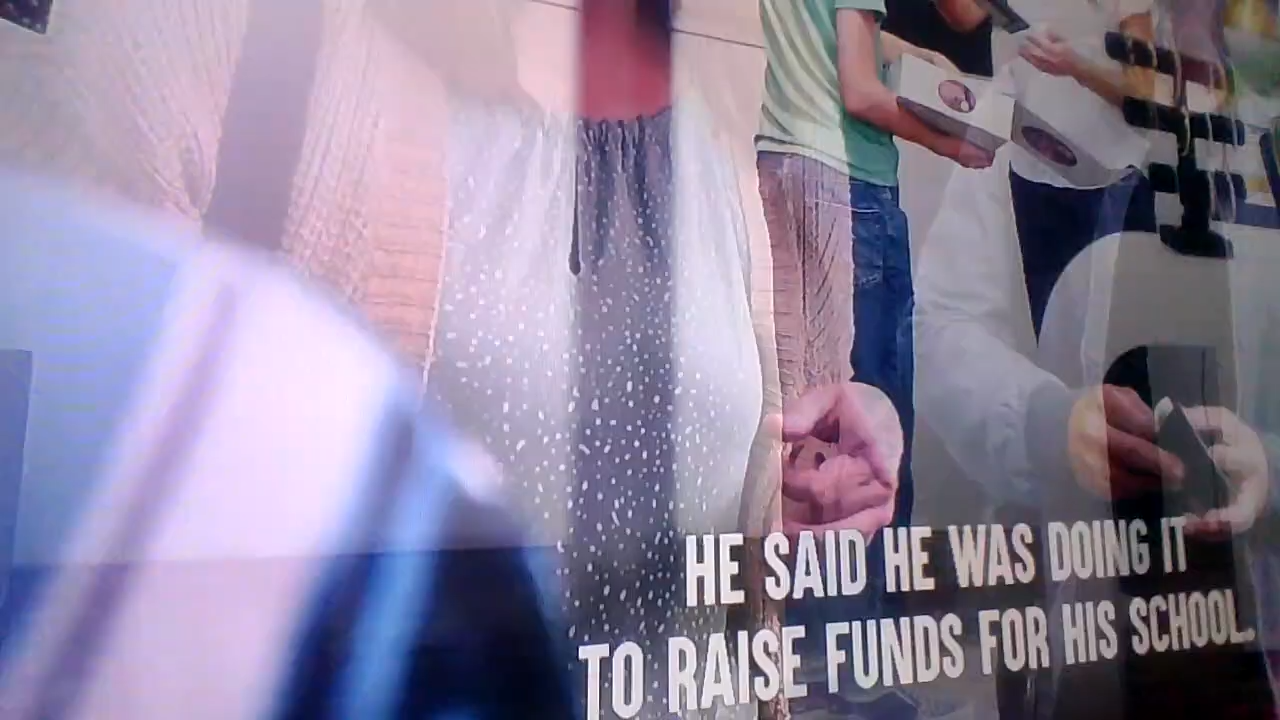 HE SAID HE WAS DOING IT
TO RAISE FUNDS FOR HIS SCHOOL.